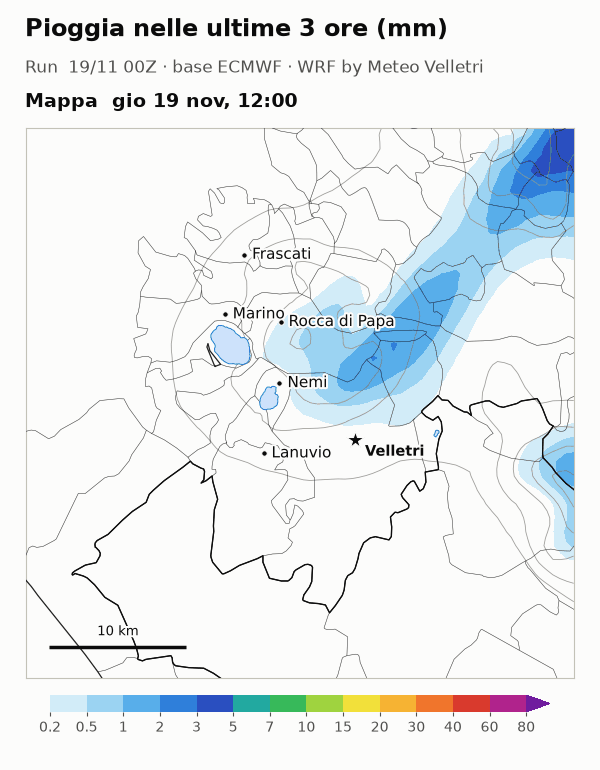 Pioggia nelle ultime 3 ore (mm)
Run  19/11 00Z · base ECMWF · WRF by Meteo Velletri
Mappa  gio 19 nov, 12:00
Frascati
Marino
Rocca di Papa
Nemi
Velletri
Lanuvio
10 km
0.2 0.5 1 2 3 5 7 10 15 20 30 40 60 80